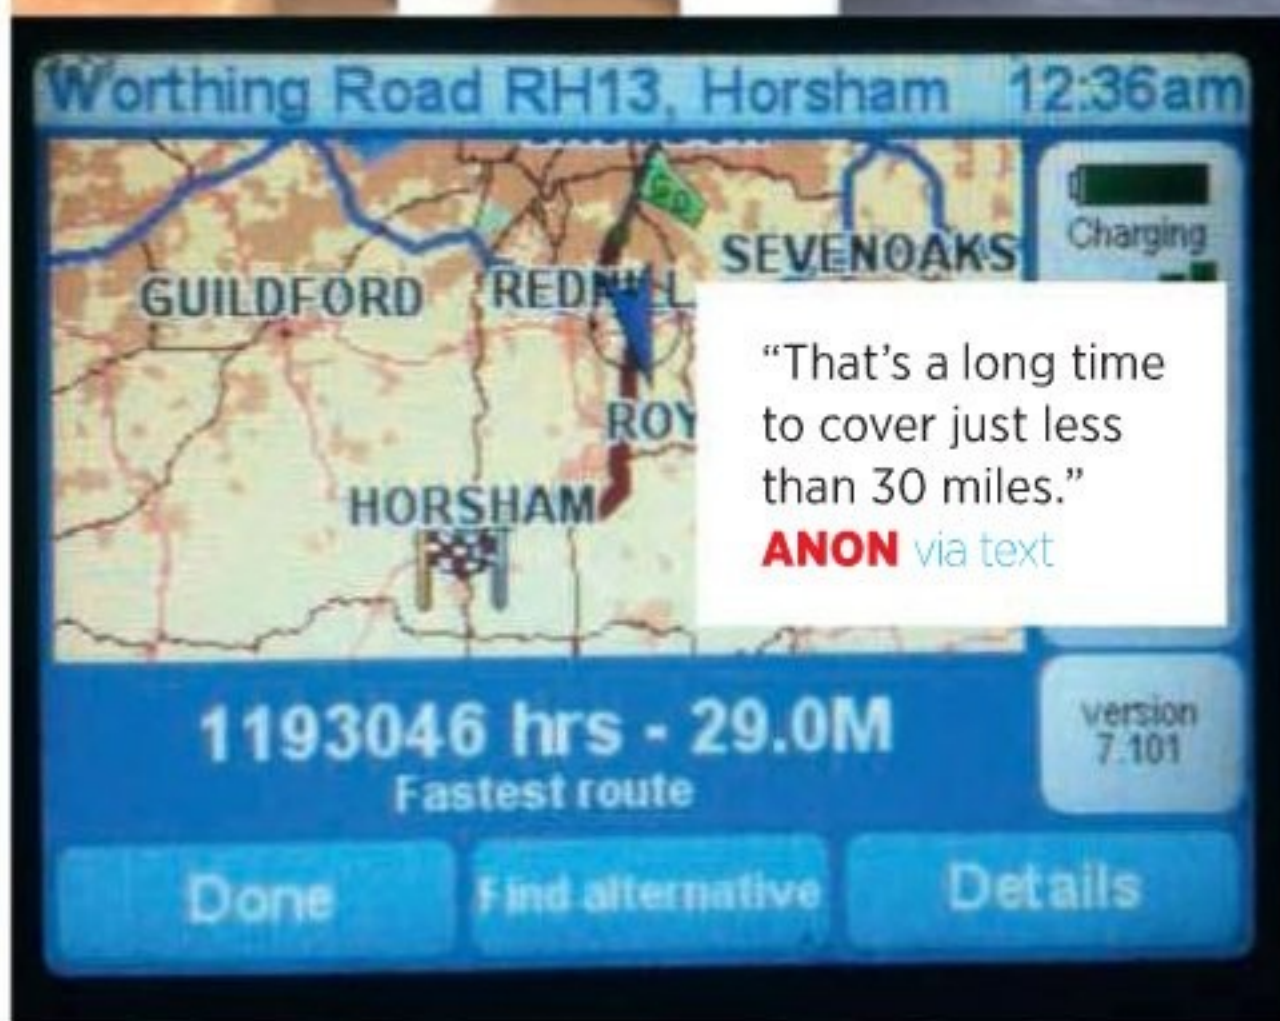 Worthing Road RH13, Horsham 12:36am
Charging
SEVENOAKS
GUILDFORD
GO
HORSHAM
“That’s a long time
to cover just less
than 30 miles.”
ANON via text
1193046 hrs - 29.0M
Fastest route
version
7.101
Done
Find alternative
Details